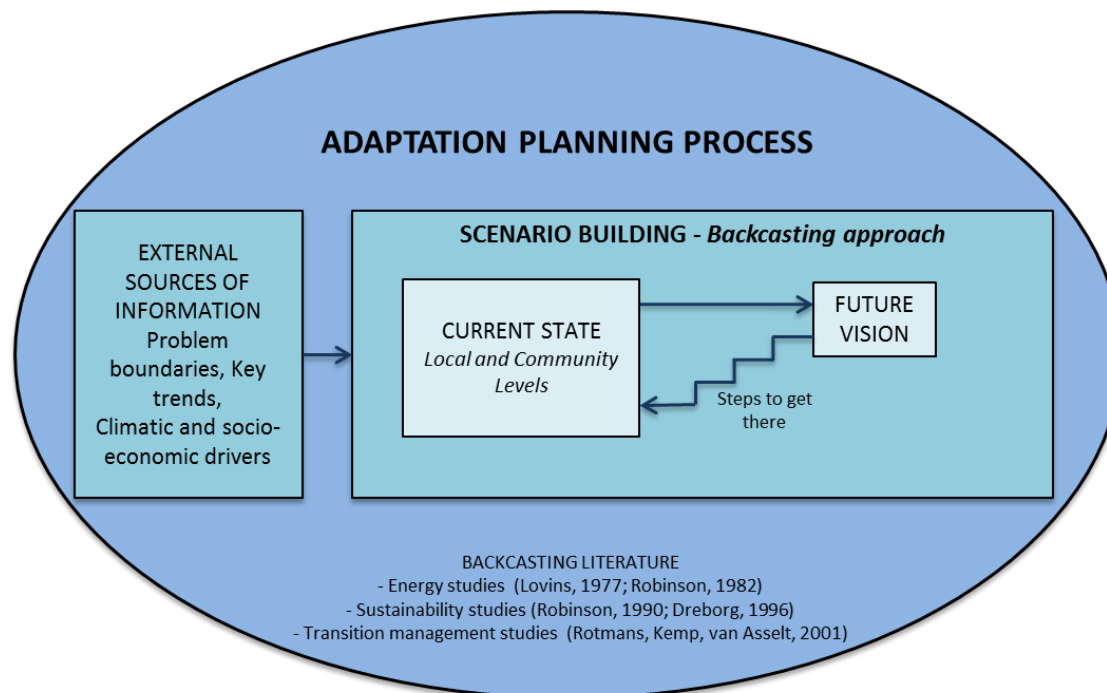 ADAPTATION PLANNING PROCESS
EXTERNAL
SOURCES OF
INFORMATION
Problem
boundaries, Key
trends,
Climatic and socio-
economic drivers
SCENARIO BUILDING - Backcasting approach
CURRENT STATE
Local and Community
Levels
FUTURE
VISION
Steps to get
there
BACKCASTING LITERATURE
- Energy studies (Lovins, 1977; Robinson, 1982)
- Sustainability studies (Robinson, 1990; Dreborg, 1996)
- Transition management studies (Rotmans, Kemp, van Asselt, 2001)